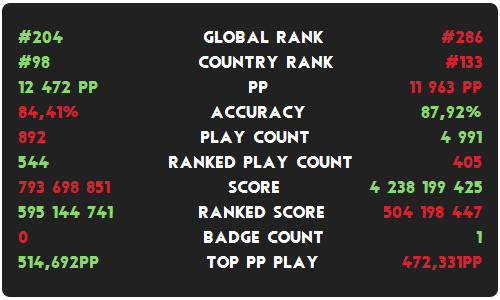 #204 GLOBAL RANK #286
#98 COUNTRY RANK #133
12 472 PP PP 11 963 PP
84,41% ACCURACY 87,92%
892 PLAY COUNT 4 991
544 RANKED PLAY COUNT 405
793 698 851 SCORE 4 238 199 425
595 144 741 RANKED SCORE 504 198 447
0 BADGE COUNT 1
514,692PP TOP PP PLAY 472,331PP